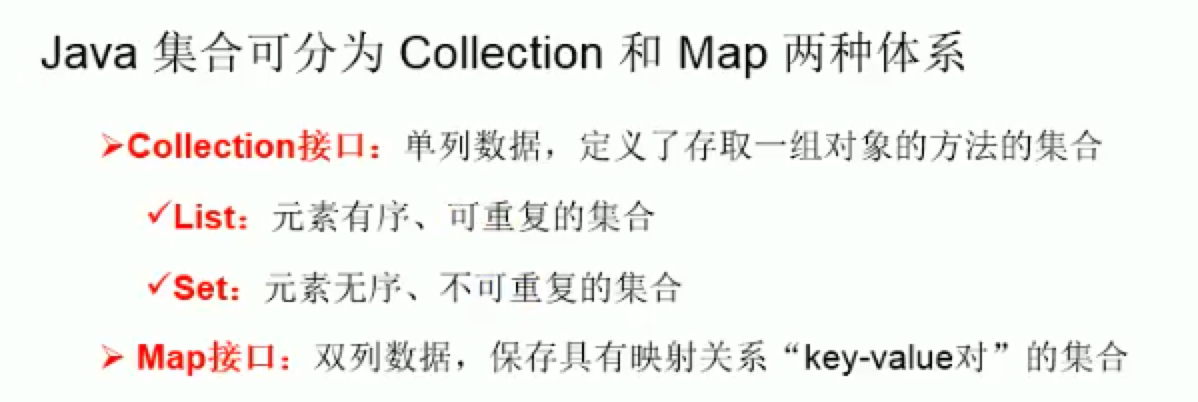 Java 集合可分为 Collection 和 Map 两种体系
➢Collection接口：单列数据，定义了存取一组对象的方法的集合
✓List：元素有序、可重复的集合
✓Set：元素无序、不可重复的集合
➢ Map接口：双列数据，保存具有映射关系“key-value对”的集合